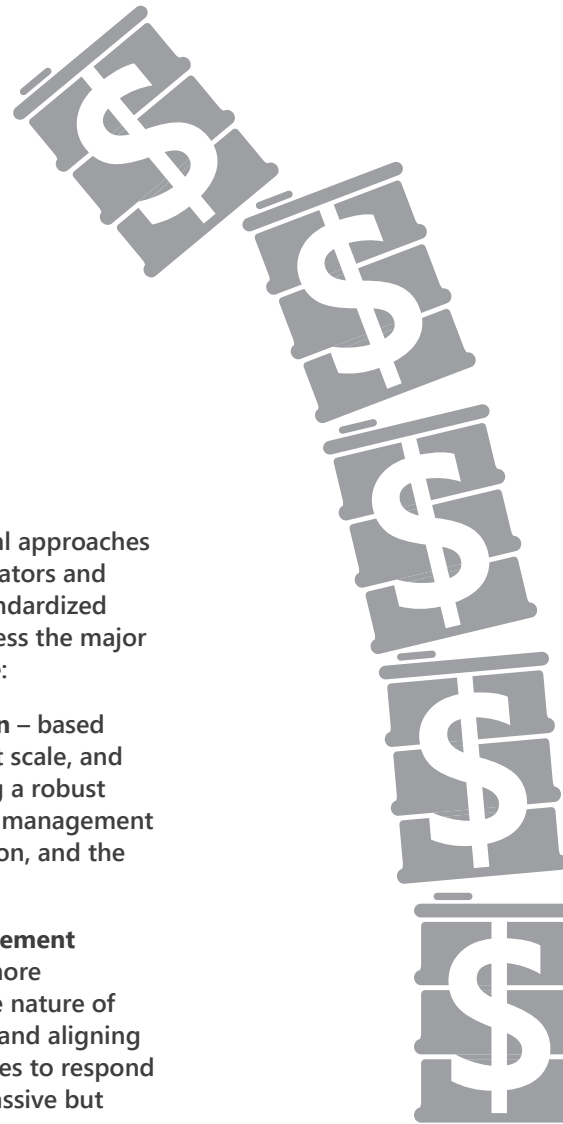 $
$
$
al approaches
ators and
ndardized
ess the major
:
n – based
t scale, and
g a robust
management
on, and the
ement
nore
e nature of
and aligning
es to respond
assive but
$
$